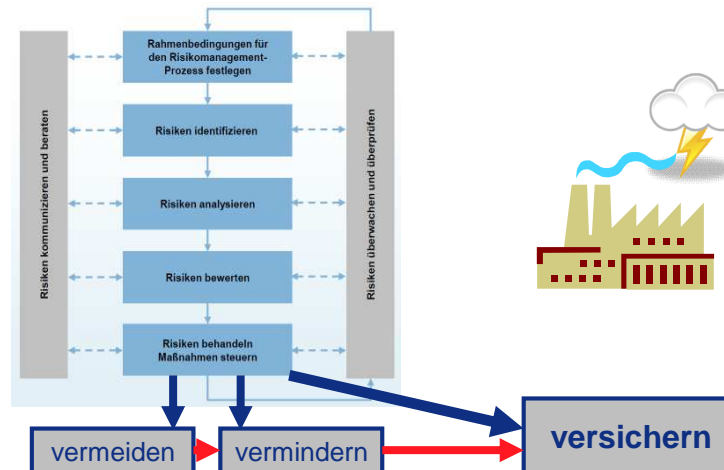 Rahmenbedingungen für
den Risikomanagement-
Prozess festlegen
Risiken kommunizieren und beraten
Risiken überwachen und überprüfen
Risiken identifizieren
Risiken analysieren
Risiken bewerten
Risiken behandeln
Maßnahmen steuern
vermeiden
vermindern
versichern